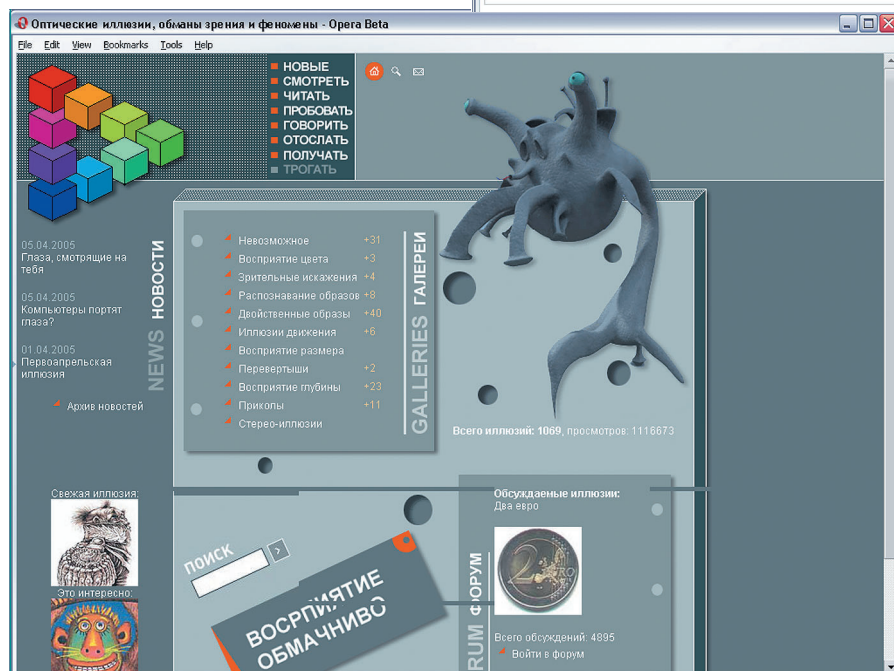 Оптические иллюзии, обманы зрения и феномены - Opera Beta
File Edit View Bookmarks Tools Help
НОВЫЕ
СМОТРЕТЬ
ЧИТАТЬ
ПРОБОВАТЬ
ГОВОРИТЬ
ОТОСЛАТЬ
ПОЛУЧАТЬ
ТРОГАТЬ
05.04.2005
Глаза, смотрящие на
тебя
05.04.2005
Компьютеры портят
глаза?
01.04.2005
Первоапрельская
иллюзия
Архив новостей
NEWS НОВОСТИ
Невозможное +31
Восприятие цвета +3
Зрительные искажения +4
Распознавание образов +8
Двойственные образы +40
Иллюзии движения +6
Восприятие размера
Перевертыши +2
Восприятие глубины +23
Приколы +11
Стерео-иллюзии
GALLERIES ГАЛЕРЕИ
Всего иллюзий: 1069, просмотров: 1116673
Свежая иллюзия:
Это интересно:
ПОИСК
ВОСРПИЯТИЕ
ОБМАЧНИВО
Обсуждаемые иллюзии:
Два евро
2 EURO
Всего обсуждений: 4895
Войти в форум
RUM ФОРУМ